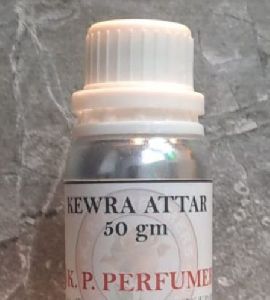 KEWRA ATTAR
50 gm
K. P. PERFUME